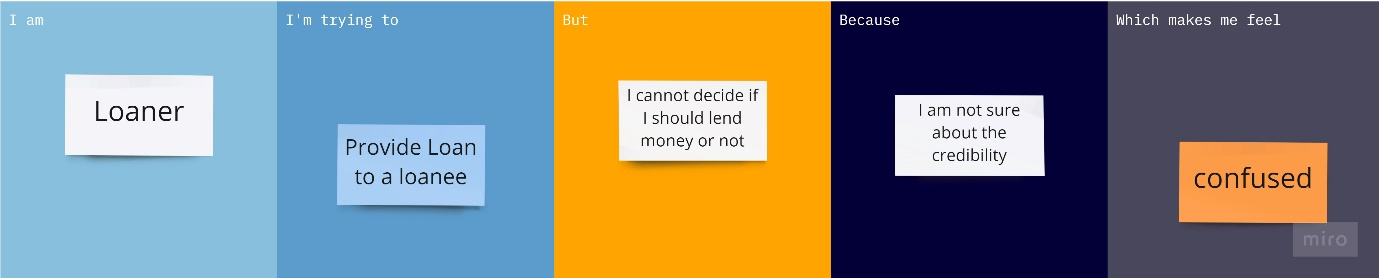 I am
Loaner
I'm trying to
Provide Loan
to a loanee
But
I cannot decide if
I should lend
money or not
Because
I am not sure
about the
credibility
Which makes me feel
confused
miro